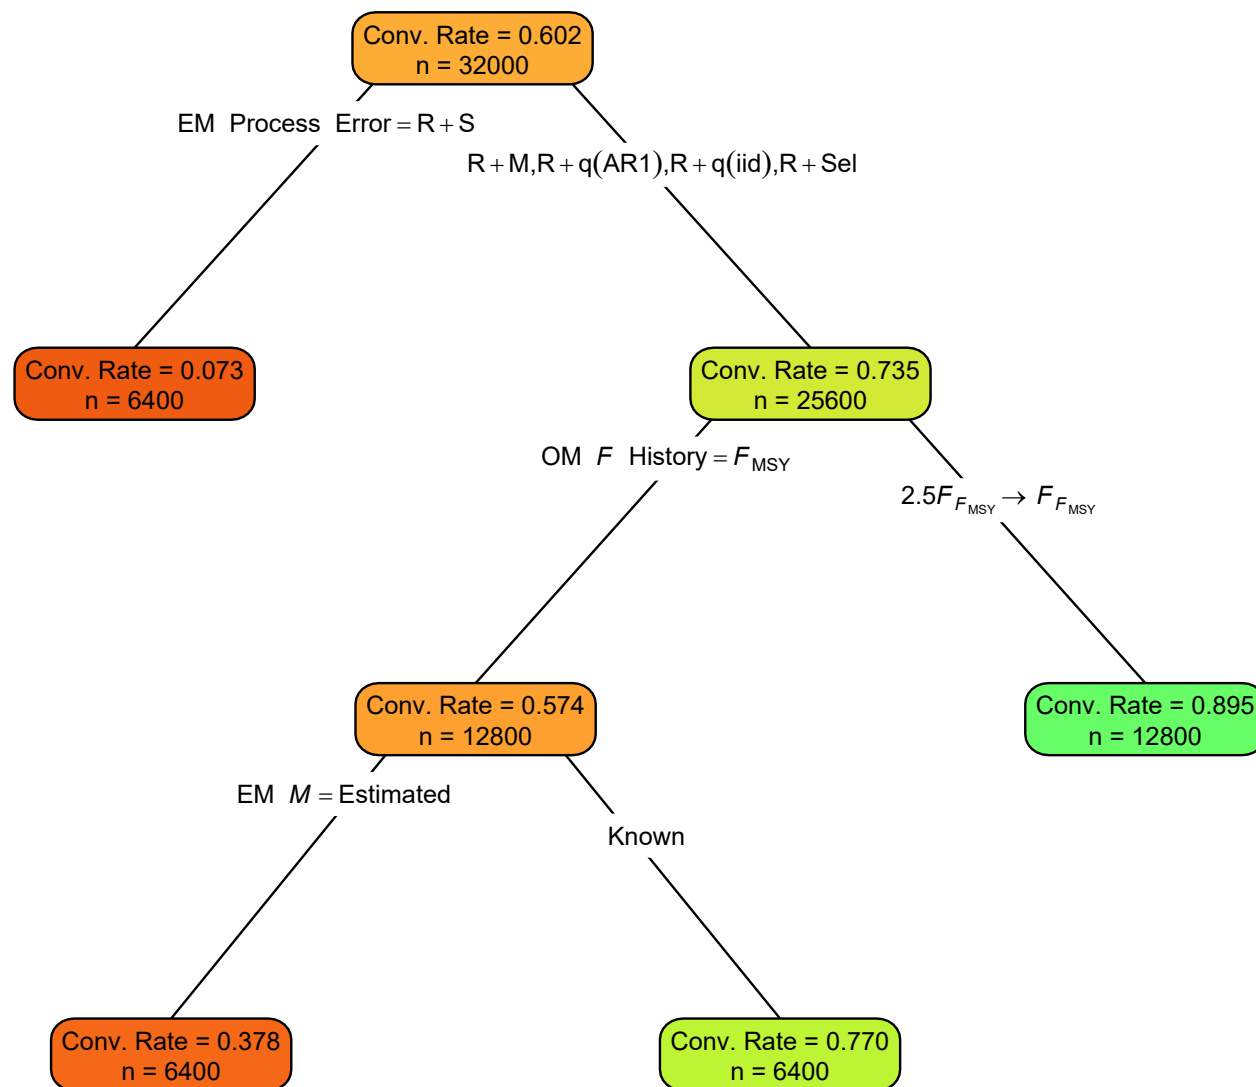 Conv. Rate = 0.602
n = 32000
EM Process Error = R + S
R + M,R + q(AR1),R + q(iid),R + Sel
Conv. Rate = 0.073
n = 6400
Conv. Rate = 0.735
n = 25600
OM F History = F_MSY
2.5F_F_MSY → F_F_MSY
Conv. Rate = 0.574
n = 12800
Conv. Rate = 0.895
n = 12800
EM M = Estimated
Known
Conv. Rate = 0.378
n = 6400
Conv. Rate = 0.770
n = 6400